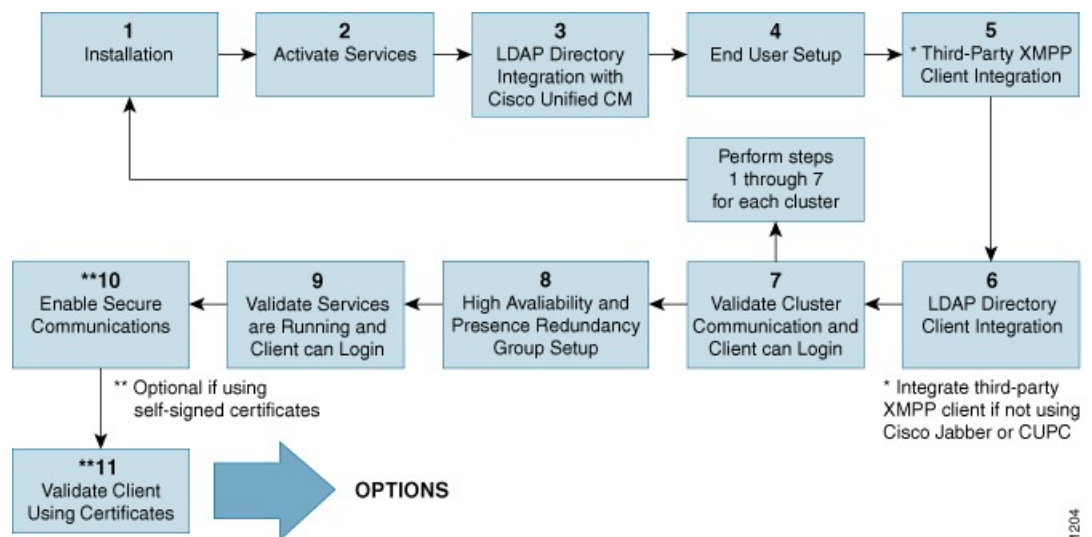 1
Installation
2
Activate Services
3
LDAP Directory
Integration with
Cisco Unified CM
4
End User Setup
5
* Third-Party XMPP
Client Integration
Perform steps
1 through 7
for each cluster
**10
Enable Secure
Communications
9
Validate Services
are Running and
Client can Login
8
High Avaliability and
Presence Redundancy
Group Setup
7
Validate Cluster
Communication and
Client can Login
6
LDAP Directory
Client Integration
** Optional if using
self-signed certificates
* Integrate third-party
XMPP client if not using
Cisco Jabber or CUPC
**11
Validate Client
Using Certificates
OPTIONS
1204